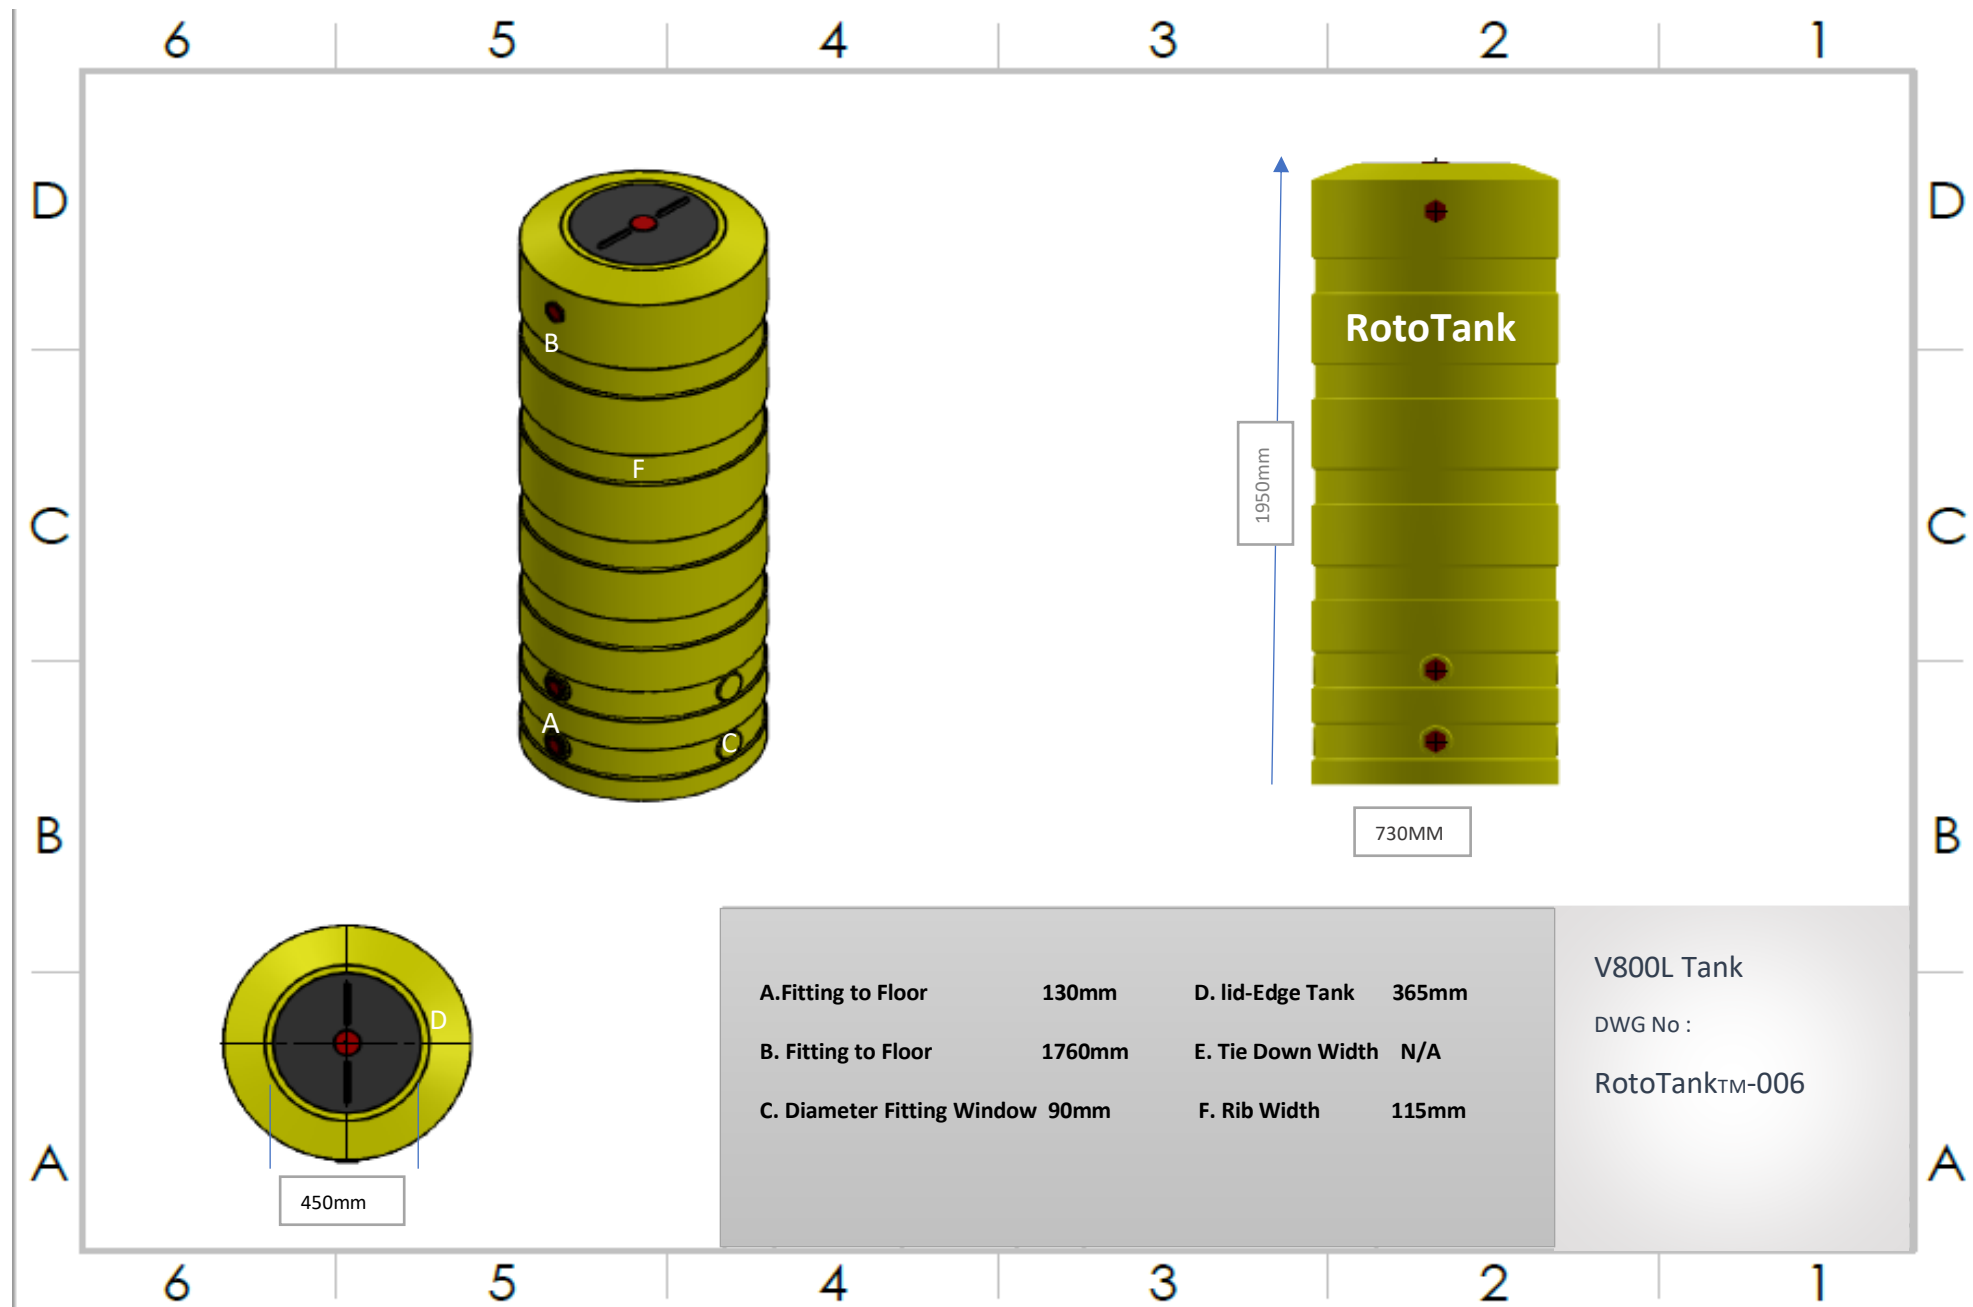 6 5 4 3 2 1
D D
B
RotoTank
F
1950mm
C C
A
C
730MM
B B
D
450mm
A.Fitting to Floor 130mm D. lid-Edge Tank 365mm
B. Fitting to Floor 1760mm E. Tie Down Width N/A
C. Diameter Fitting Window 90mm F. Rib Width 115mm
V800L Tank
DWG No :
RotoTankTM-006
A A
6 5 4 3 2 1